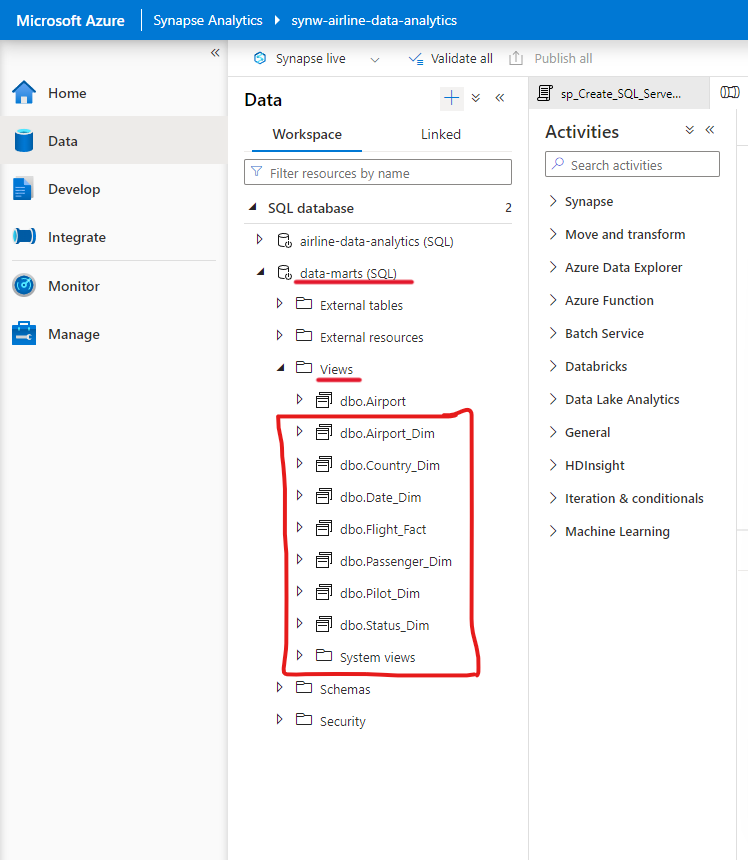 Microsoft Azure
Synapse Analytics
synw-airline-data-analytics
Home
Data
Develop
Integrate
Monitor
Manage
Synapse live
Validate all
Publish all
Data
Workspace
Linked
Filter resources by name
SQL database
2
airline-data-analytics (SQL)
data-marts (SQL)
External tables
External resources
Views
dbo.Airport
dbo.Airport_Dim
dbo.Country_Dim
dbo.Date_Dim
dbo.Flight_Fact
dbo.Passenger_Dim
dbo.Pilot_Dim
dbo.Status_Dim
System views
Schemas
Security
sp_Create_SQL_Serve...
Activities
Search activities
Synapse
Move and transform
Azure Data Explorer
Azure Function
Batch Service
Databricks
Data Lake Analytics
General
HDInsight
Iteration & conditionals
Machine Learning